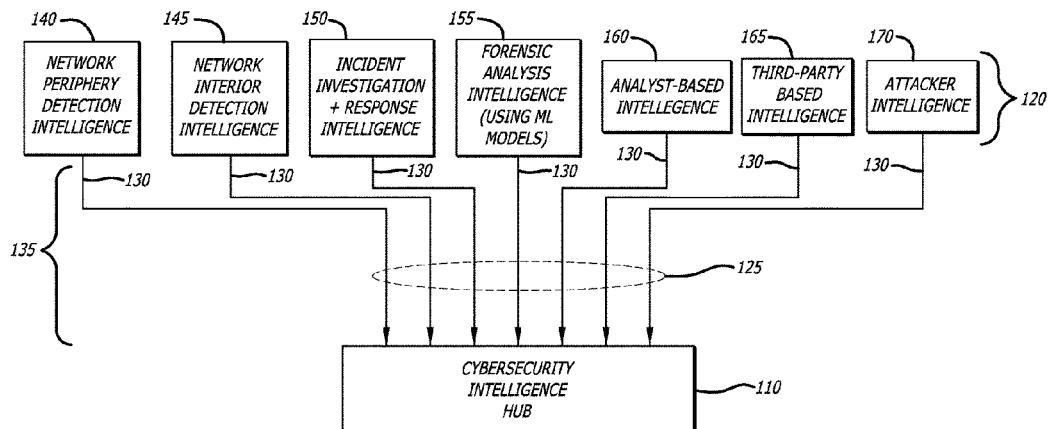 140
145
150
155
160
165
170
NETWORK
PERIPHERY
DETECTION
INTELLIGENCE
NETWORK
INTERIOR
DETECTION
INTELLIGENCE
INCIDENT
INVESTIGATION
+ RESPONSE
INTELLIGENCE
FORENSIC
ANALYSIS
INTELLIGENCE
(USING ML
MODELS)
ANALYST-BASED
INTELLEGENCE
THIRD-PARTY
BASED
INTELLIGENCE
ATTACKER
INTELLIGENCE
120
130
130
130
130
130
130
130
135
125
CYBERSECURITY
INTELLIGENCE
HUB
110